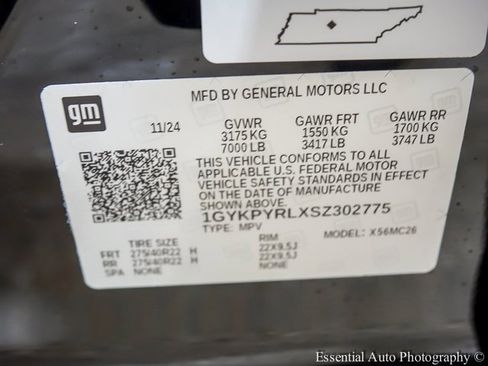 MFD BY GENERAL MOTORS LLC
gm
11/24 GVWR GAWR FRT GAWR RR
3175 KG 1550 KG 1700 KG
7000 LB 3417 LB 3747 LB
THIS VEHICLE CONFORMS TO ALL
APPLICABLE U.S. FEDERAL MOTOR
VEHICLE SAFETY STANDARDS IN EFFECT
ON THE DATE OF MANUFACTURE
SHOWN ABOVE.
1GYKPYRLXSZ302775
TYPE: MPV MODEL: X56MC26
TIRE SIZE RIM
FRT 275/40R22 H 22X9.5J
RR 275/40R22 H 22X9.5J
SPA NONE NONE
Essential Auto Photography ©